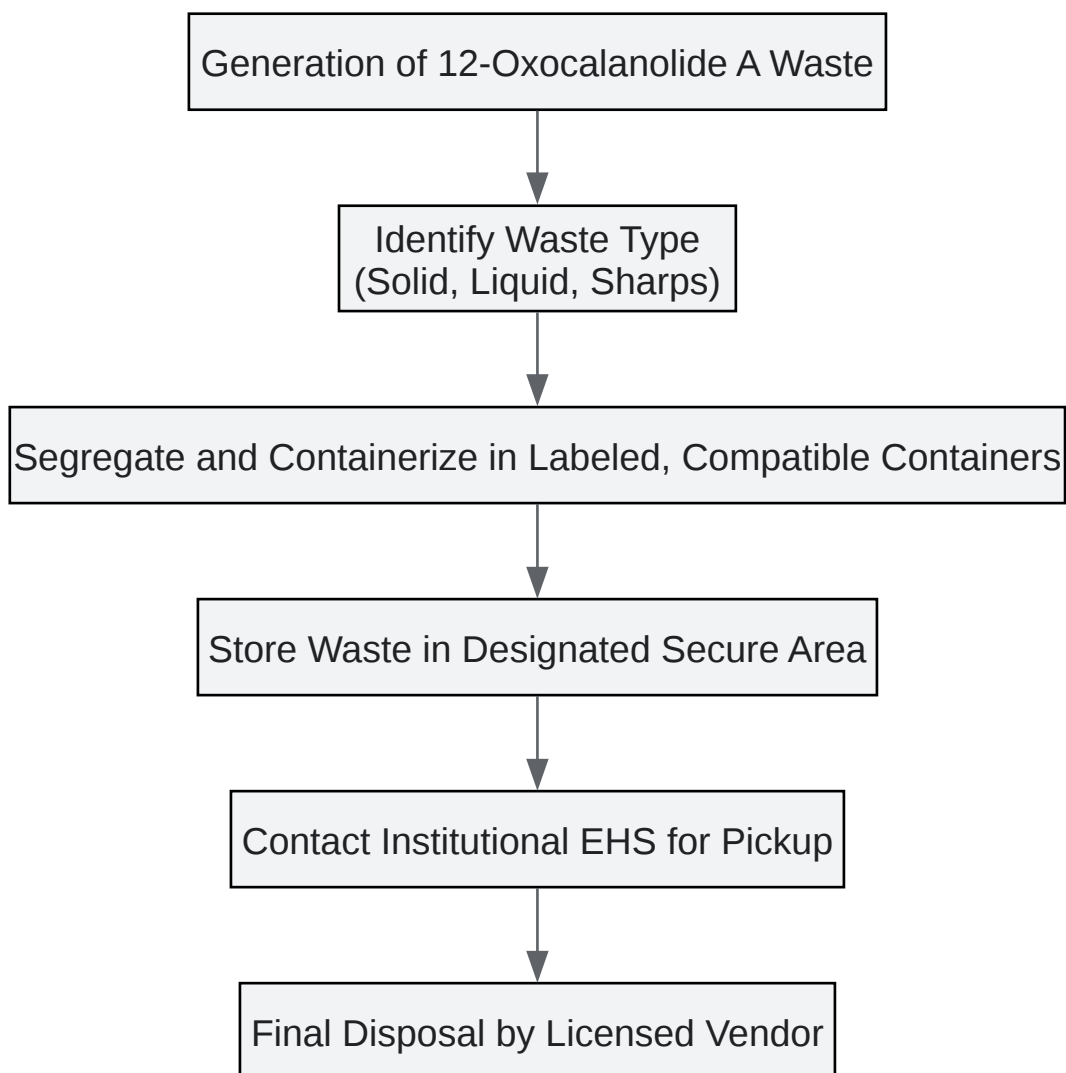 Generation of 12-Oxocalanolide A Waste
Identify Waste Type
(Solid, Liquid, Sharps)
Segregate and Containerize in Labeled, Compatible Containers
Store Waste in Designated Secure Area
Contact Institutional EHS for Pickup
Final Disposal by Licensed Vendor